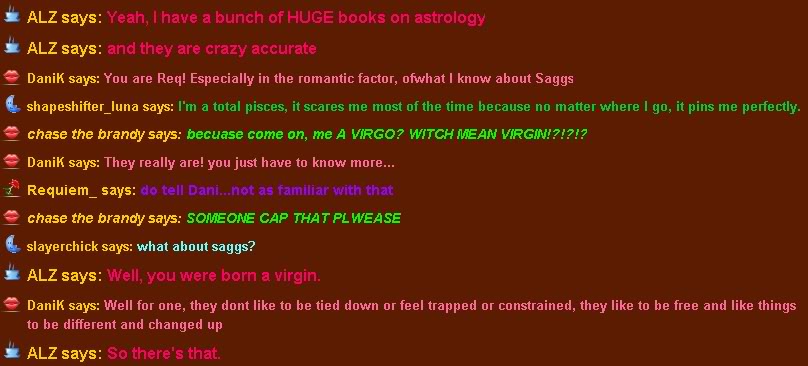 ALZ says: Yeah, I have a bunch of HUGE books on astrology
ALZ says: and they are crazy accurate
DaniK says: You are Req! Especially in the romantic factor, ofwhat I know about Saggs
shapeshifter_luna says: I'm a total pisces, it scares me most of the time because no matter where I go, it pins me perfectly.
chase the brandy says: becuase come on, me A VIRGO? WITCH MEAN VIRGIN!?!?!?
DaniK says: They really are! you just have to know more...
Requiem_ says: do tell Dani...not as familiar with that
chase the brandy says: SOMEONE CAP THAT PLWEASE
slayerchick says: what about saggs?
ALZ says: Well, you were born a virgin.
DaniK says: Well for one, they dont like to be tied down or feel trapped or constrained, they like to be free and like things
to be different and changed up
ALZ says: So there's that.